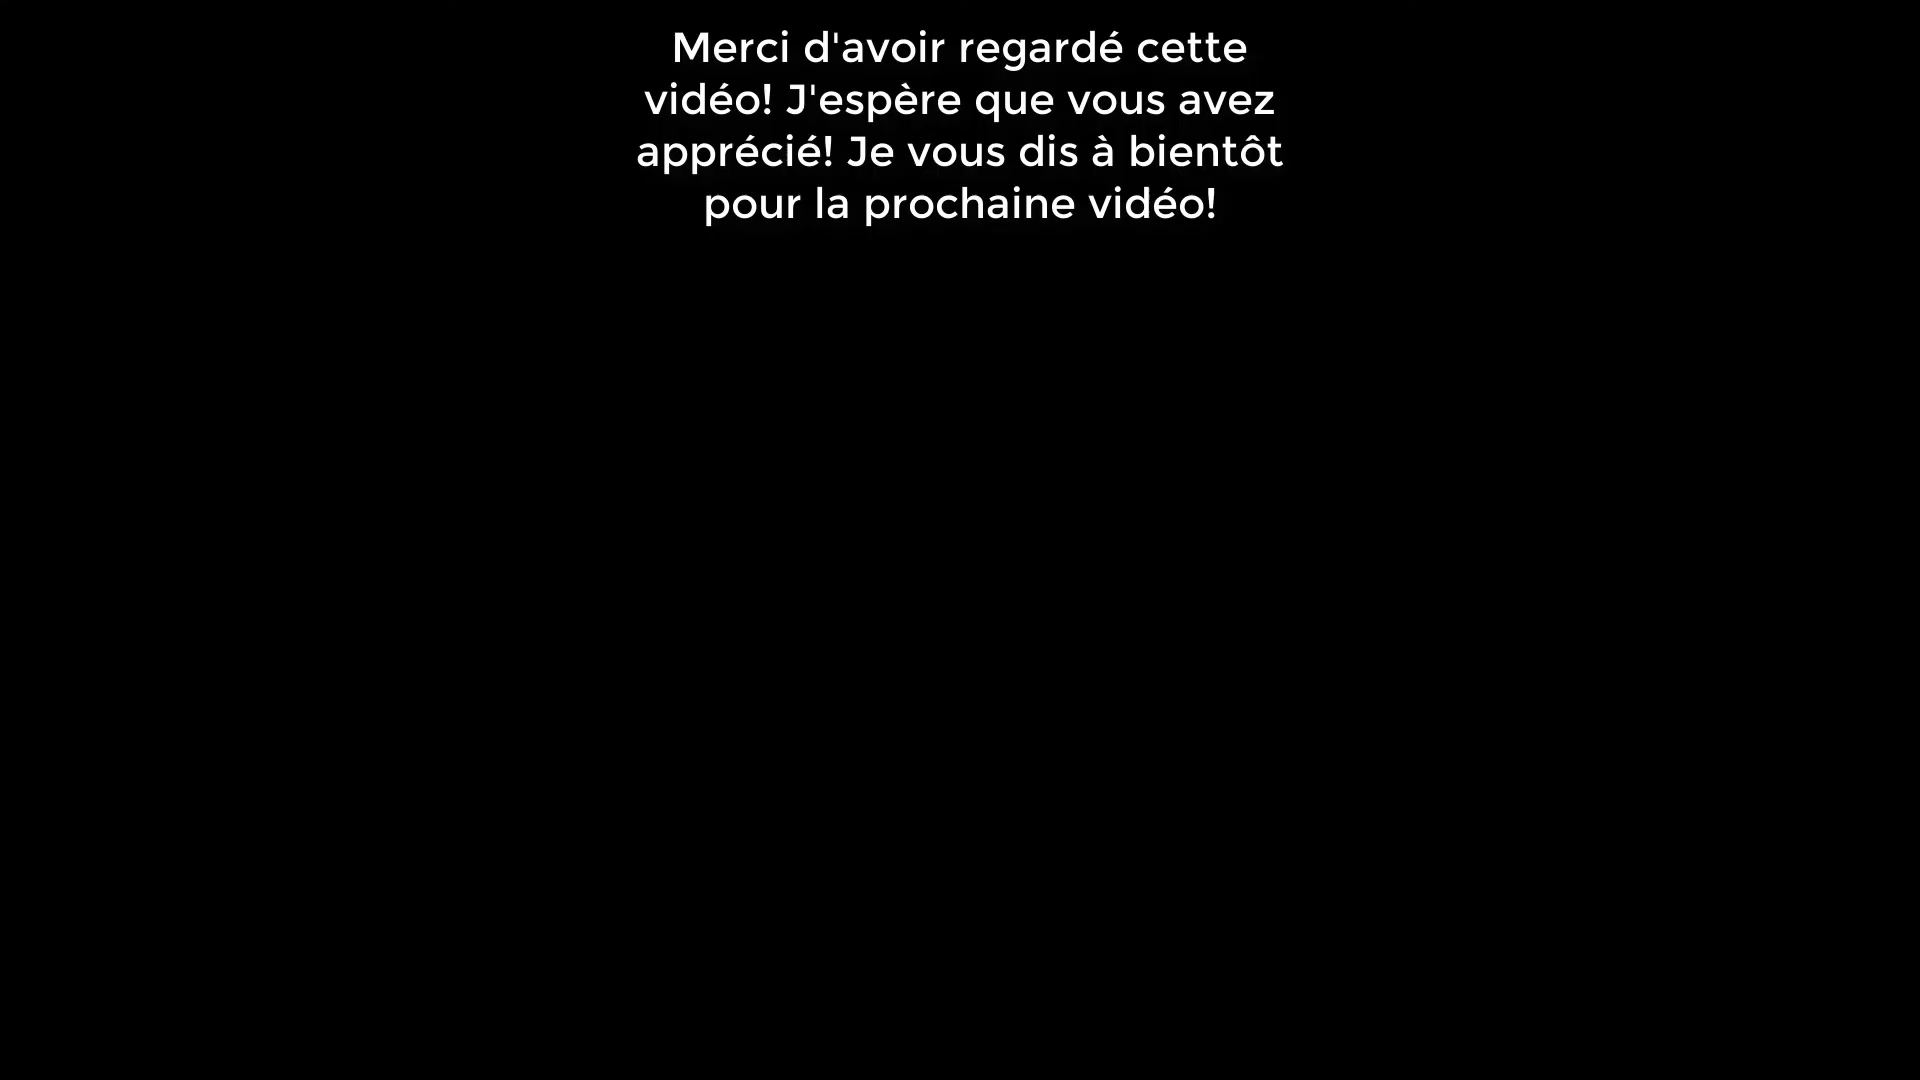 Merci d'avoir regardé cette
vidéo! J'espère que vous avez
apprécié! Je vous dis à bientôt
pour la prochaine vidéo!